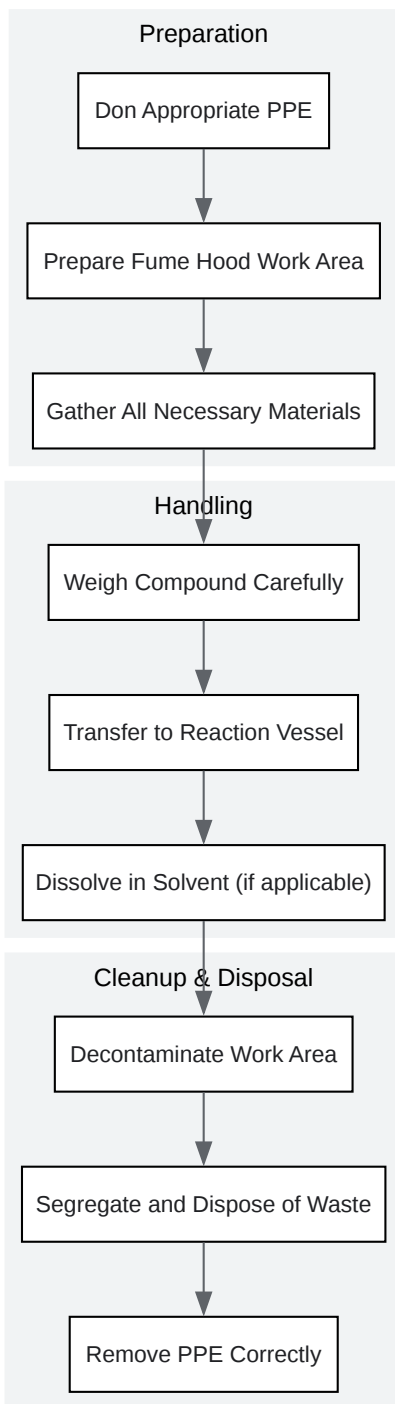 Preparation
Don Appropriate PPE
Prepare Fume Hood Work Area
Gather All Necessary Materials
Handling
Weigh Compound Carefully
Transfer to Reaction Vessel
Dissolve in Solvent (if applicable)
Cleanup & Disposal
Decontaminate Work Area
Segregate and Dispose of Waste
Remove PPE Correctly